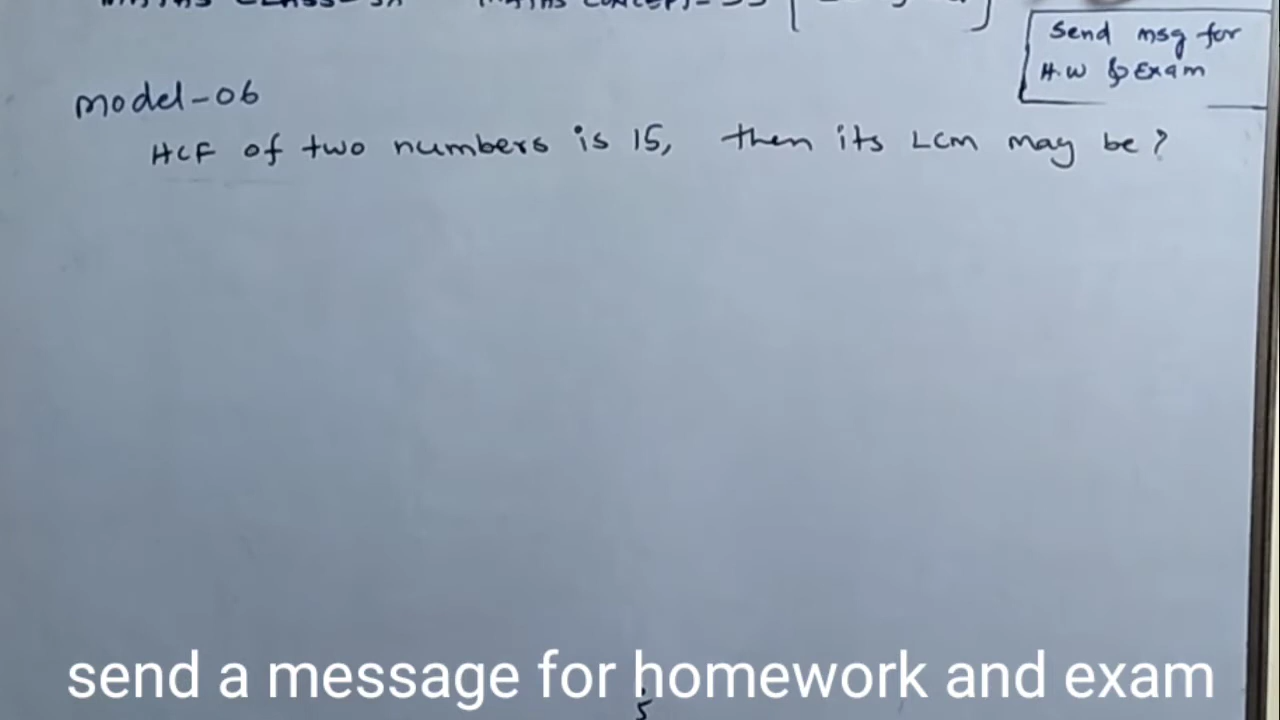 Send msg for
H.W & Exam
model-06
HCF of two numbers is 15, then its LCM may be?
send a message for homework and exam
5